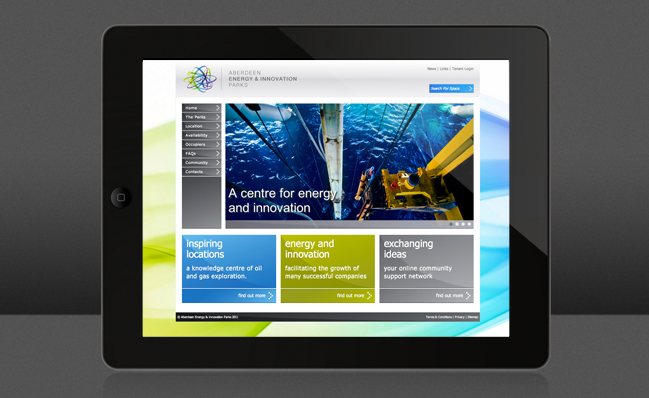 ABERDEEN
ENERGY & INNOVATION
PARKS
News | Links | Tenant Login
Search For Space
Home
The Parks
Location
Availability
Occupiers
FAQs
Community
Contacts
A centre for energy
and innovation
inspiring
locations
a knowledge centre of oil
and gas exploration.
find out more
energy and
innovation
facilitating the growth of
many successful companies
find out more
exchanging
ideas
your online community
support network
find out more
© Aberdeen Energy & Innovation Parks 2011
Terms & Conditions | Privacy | Sitemap